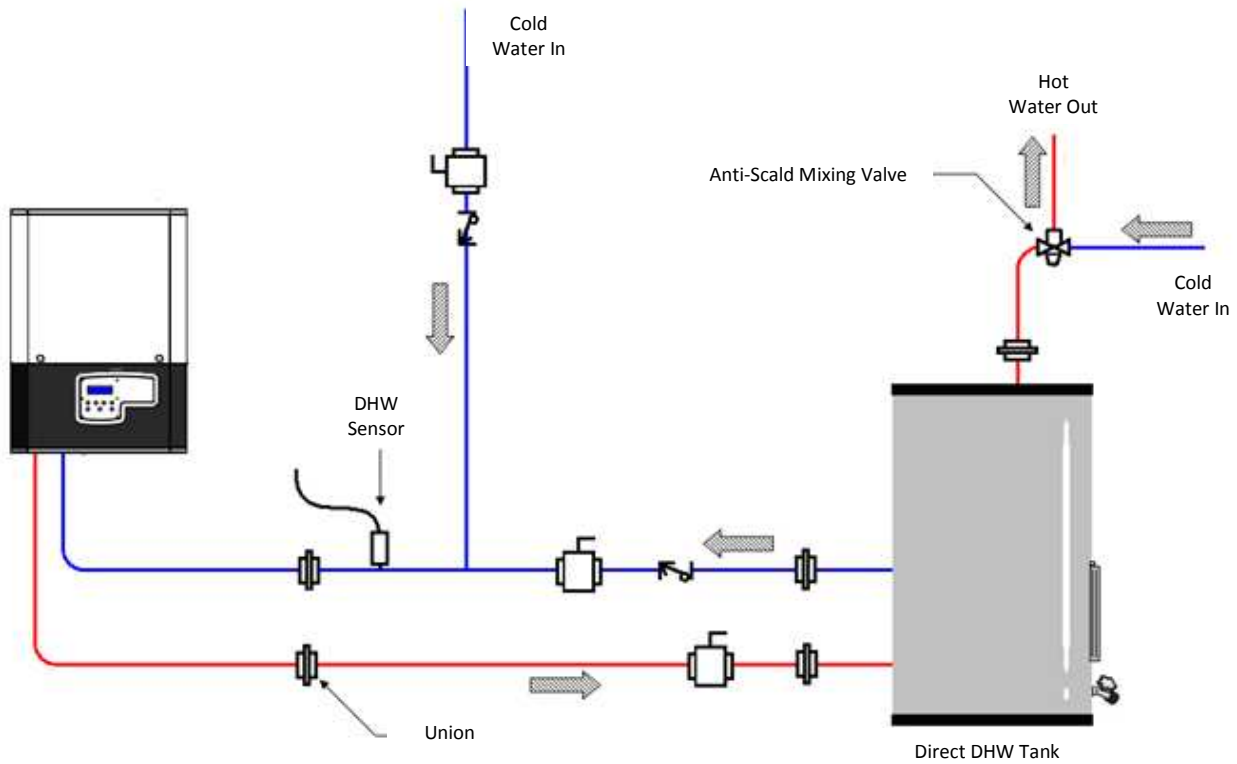 Cold
Water In
Hot
Water Out
Anti-Scald Mixing Valve
Cold
Water In
DHW
Sensor
Union
Direct DHW Tank